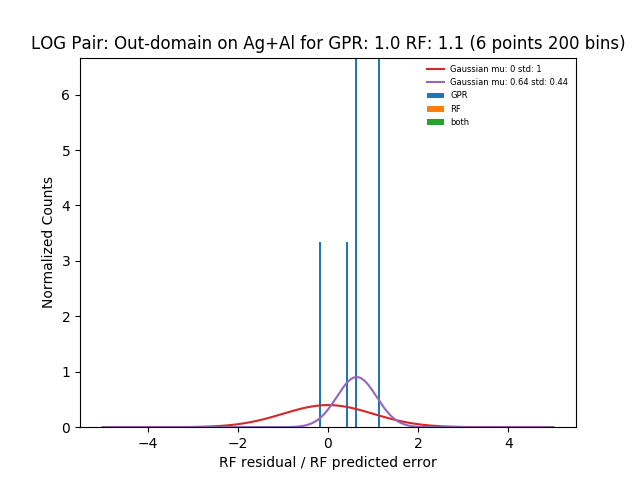 LOG Pair: Out-domain on Ag+Al for GPR: 1.0 RF: 1.1 (6 points 200 bins)
Gaussian mu: 0 std: 1
Gaussian mu: 0.64 std: 0.44
GPR
RF
both
Normalized Counts
6
5
4
3
2
1
0
−4 −2 0 2 4
RF residual / RF predicted error